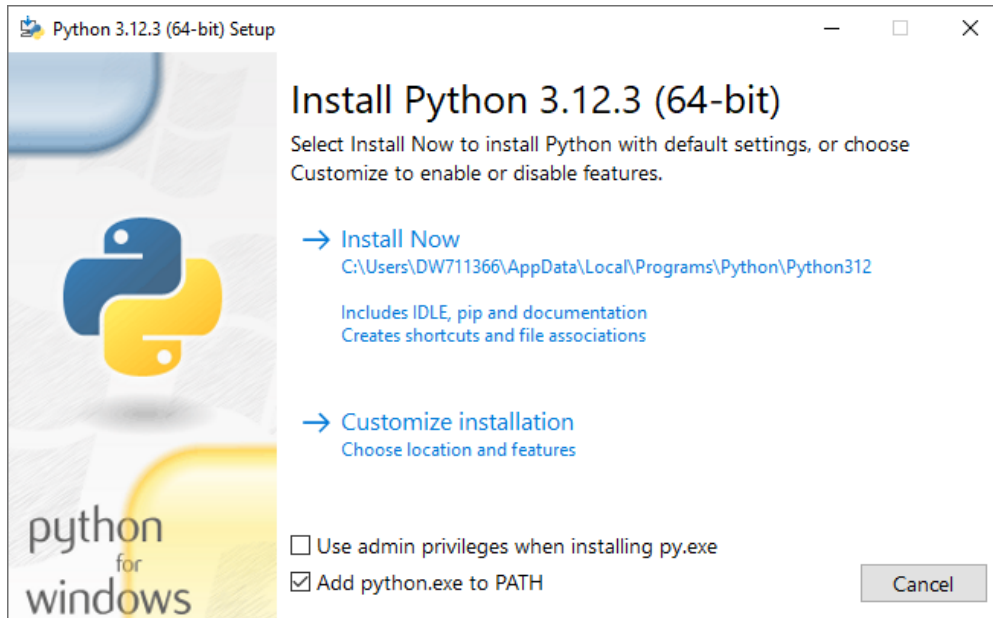 Python 3.12.3 (64-bit) Setup
Install Python 3.12.3 (64-bit)
Select Install Now to install Python with default settings, or choose
Customize to enable or disable features.
Install Now
C:\Users\DW711366\AppData\Local\Programs\Python\Python312
Includes IDLE, pip and documentation
Creates shortcuts and file associations
Customize installation
Choose location and features
Use admin privileges when installing py.exe
Add python.exe to PATH
Cancel
python
for
windows